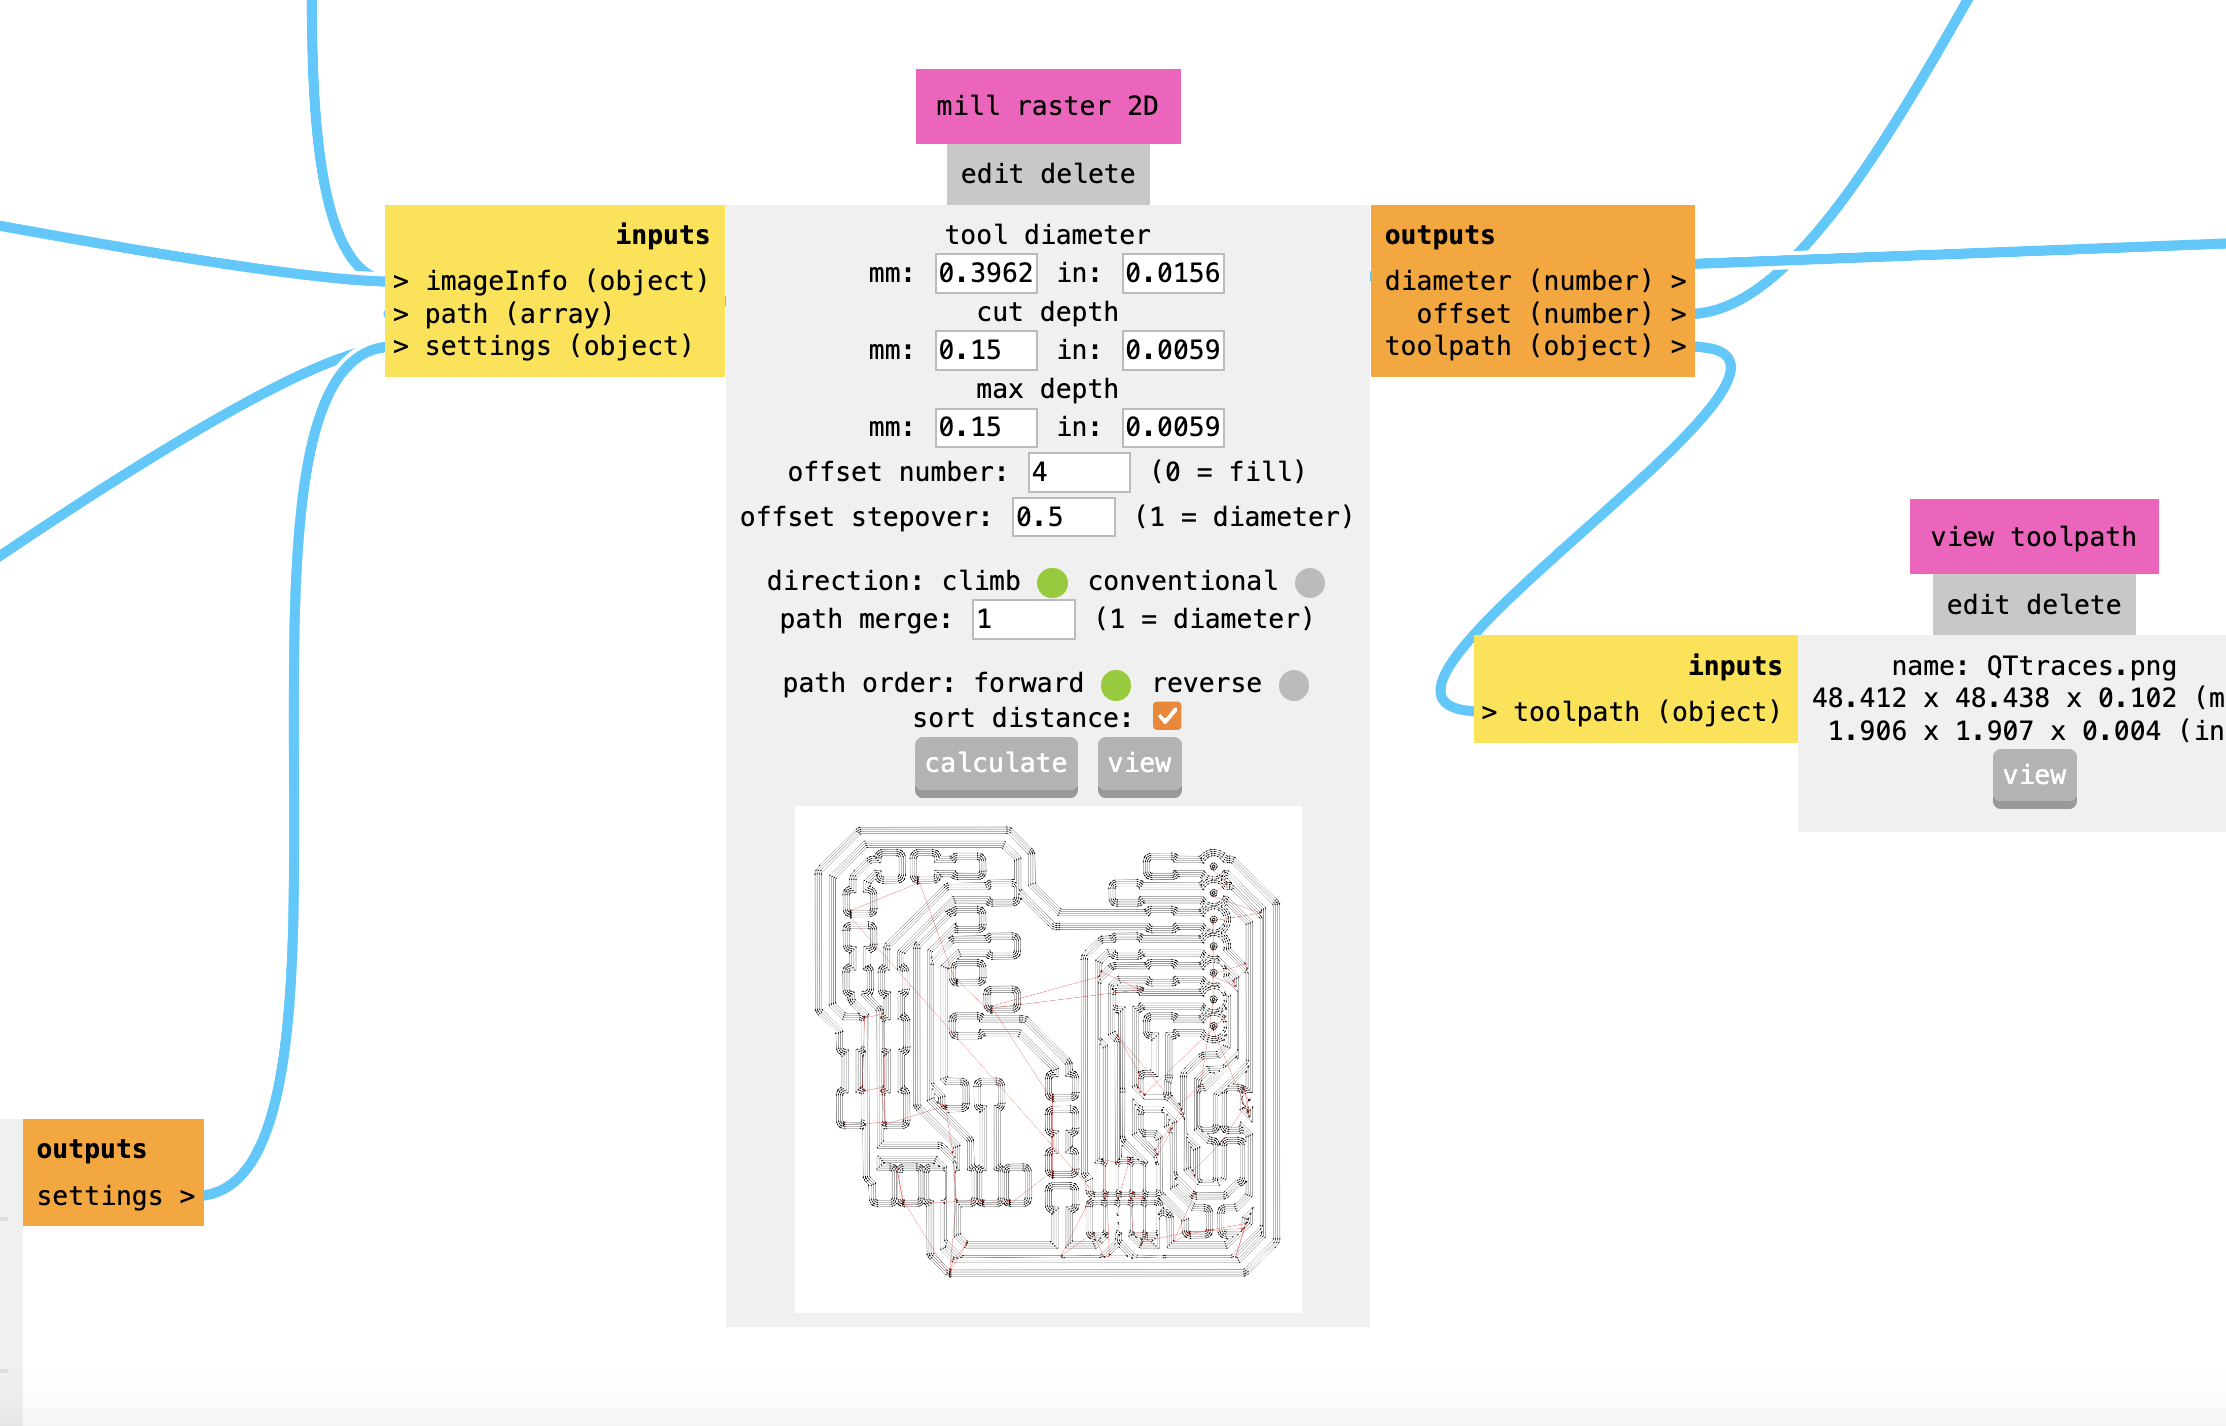 mill raster 2D
edit delete
inputs
> imageInfo (object)
> path (array)
> settings (object)
tool diameter
mm: 0.3962 in: 0.0156
cut depth
mm: 0.15 in: 0.0059
max depth
mm: 0.15 in: 0.0059
offset number: 4 (0 = fill)
offset stepover: 0.5 (1 = diameter)
direction: climb conventional
path merge: 1 (1 = diameter)
path order: forward reverse
sort distance:
calculate view
outputs
diameter (number) >
offset (number) >
toolpath (object) >
view toolpath
edit delete
inputs
> toolpath (object)
name: QTtraces.png
48.412 x 48.438 x 0.102 (m
1.906 x 1.907 x 0.004 (in
view
outputs
settings >